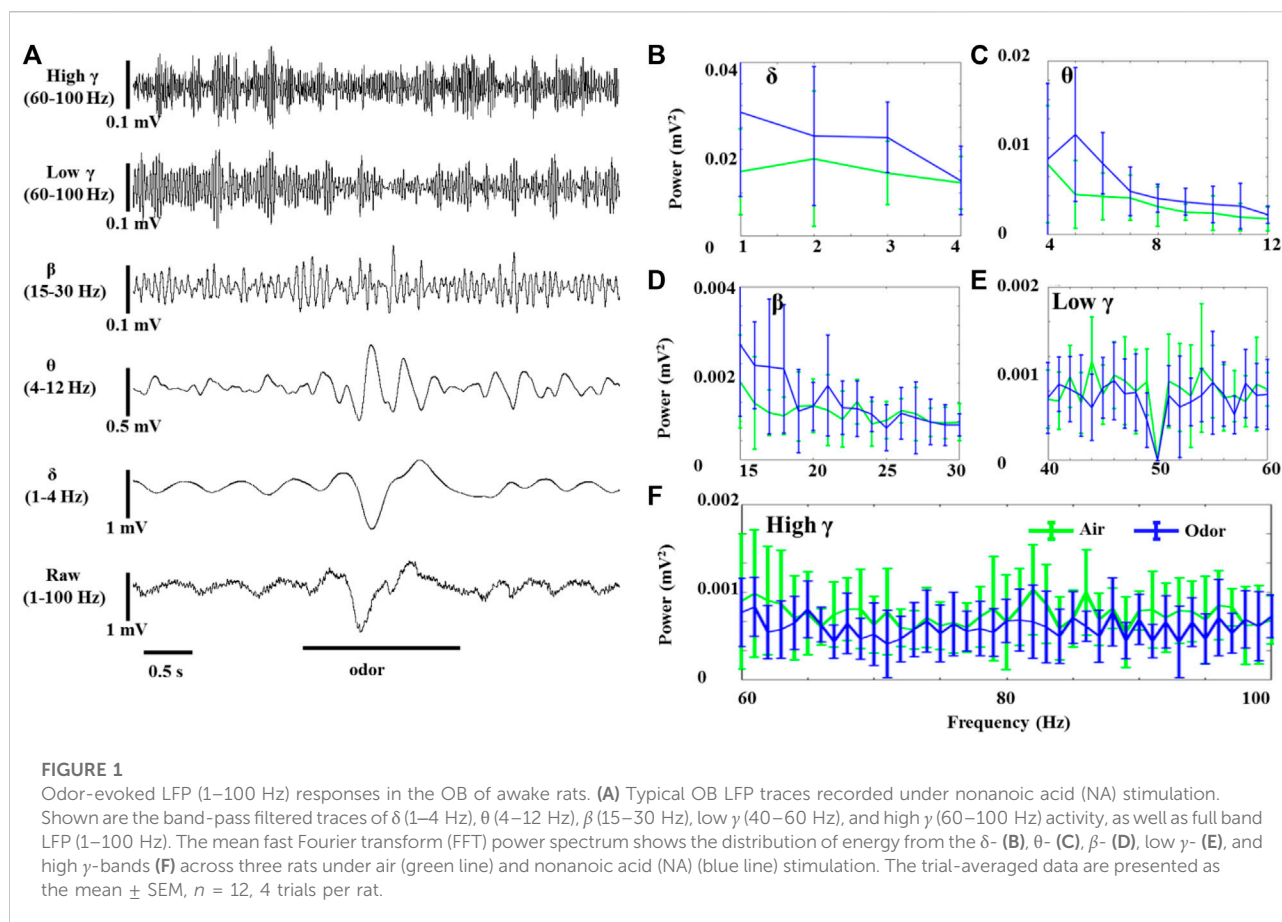 A
High γ
(60-100 Hz)
0.1 mV
Low γ
(60-100 Hz)
0.1 mV
β
(15-30 Hz)
0.1 mV
θ
(4-12 Hz)
0.5 mV
δ
(1-4 Hz)
1 mV
Raw
(1-100 Hz)
1 mV
0.5 s
odor
B
δ
0.04
0.02
0
Power (mV²)
1 2 3 4
C
θ
0.02
0.01
0
Power (mV²)
4 8 12
D
β
0.004
0.002
0
Power (mV²)
15 20 25 30
E
Low γ
0.002
0.001
0
40 50 60
F
High γ
Air Odor
0.002
0.001
0
Power (mV²)
60 80 100
Frequency (Hz)
FIGURE 1
Odor-evoked LFP (1–100 Hz) responses in the OB of awake rats. (A) Typical OB LFP traces recorded under nonanoic acid (NA) stimulation.
Shown are the band-pass filtered traces of δ (1–4 Hz), θ (4–12 Hz), β (15–30 Hz), low γ (40–60 Hz), and high γ (60–100 Hz) activity, as well as full band
LFP (1–100 Hz). The mean fast Fourier transform (FFT) power spectrum shows the distribution of energy from the δ- (B), θ- (C), β- (D), low γ- (E), and
high γ-bands (F) across three rats under air (green line) and nonanoic acid (NA) (blue line) stimulation. The trial-averaged data are presented as
the mean ± SEM, n = 12, 4 trials per rat.